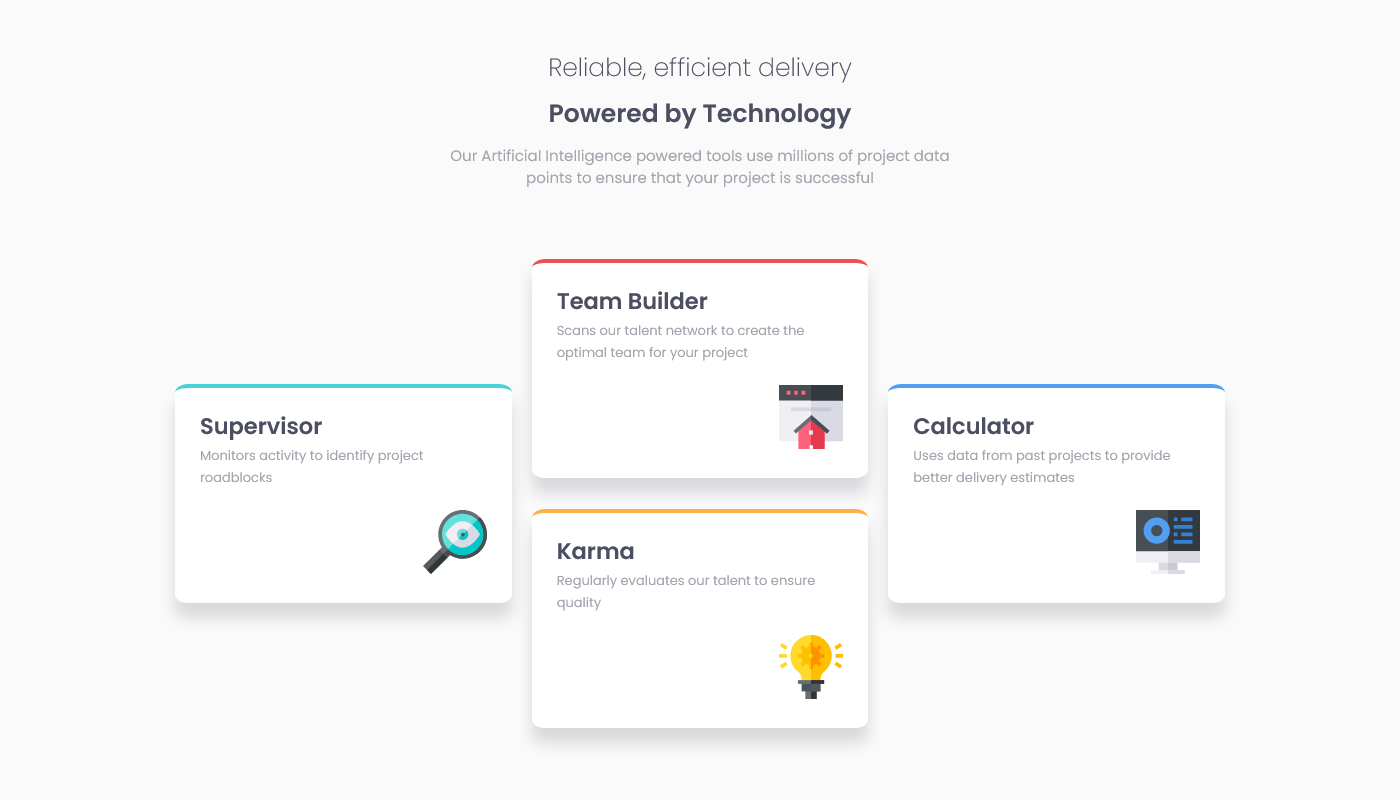 Reliable, efficient delivery
Powered by Technology
Our Artificial Intelligence powered tools use millions of project data
points to ensure that your project is successful
Supervisor
Monitors activity to identify project
roadblocks
Team Builder
Scans our talent network to create the
optimal team for your project
Karma
Regularly evaluates our talent to ensure
quality
Calculator
Uses data from past projects to provide
better delivery estimates